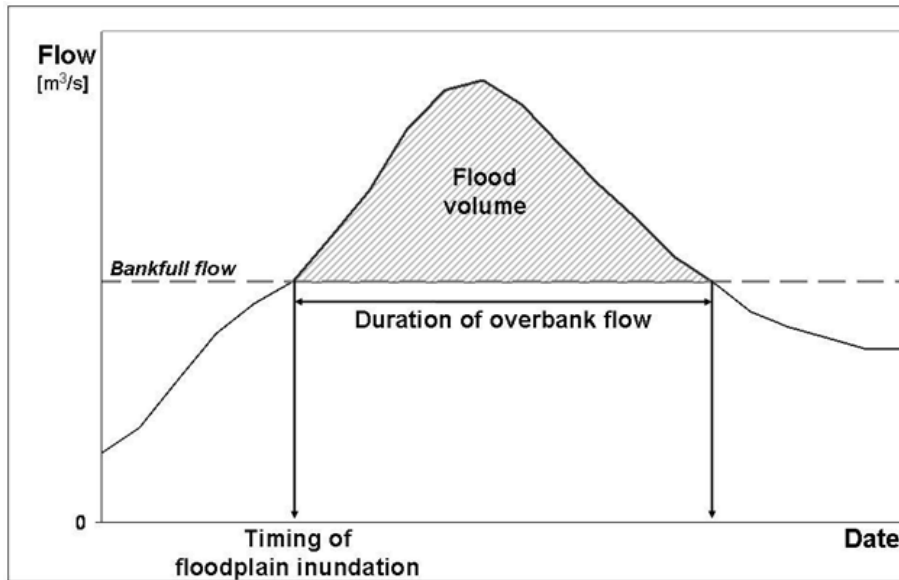 Flow
[m³/s]
Flood
volume
Bankfull flow
Duration of overbank flow
0
Timing of
floodplain inundation
Date